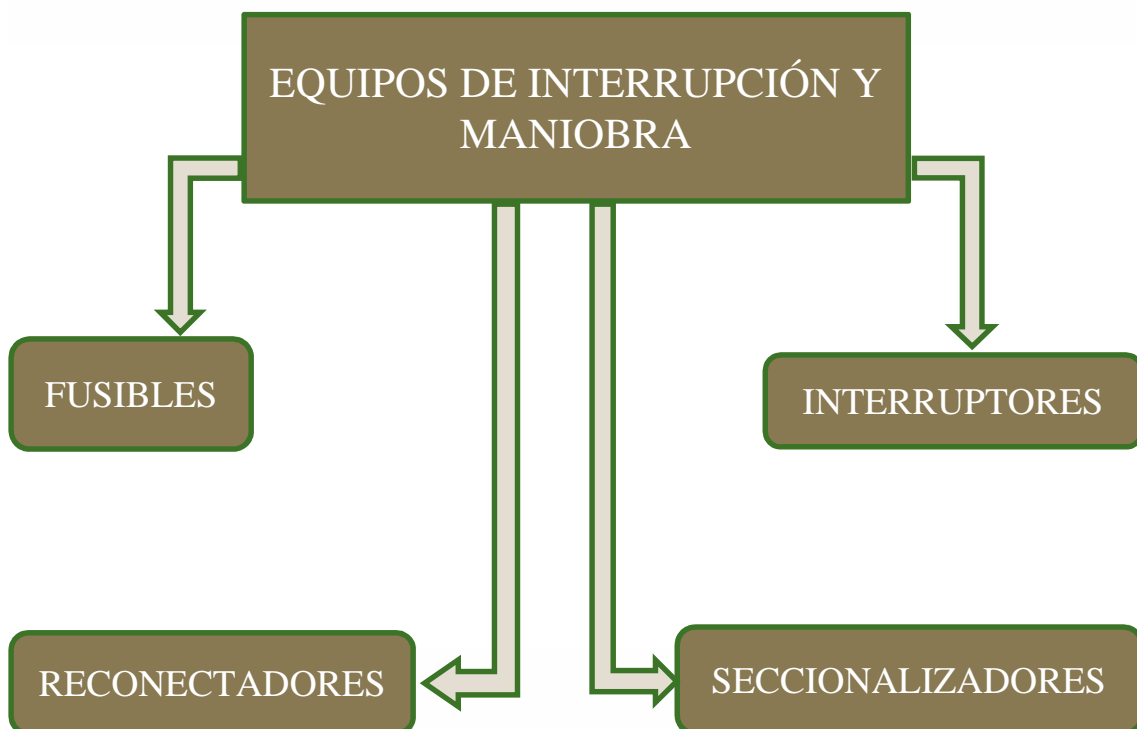 EQUIPOS DE INTERRUPCIÓN Y
MANIOBRA
FUSIBLES
INTERRUPTORES
RECONECTADORES
SECCIONALIZADORES